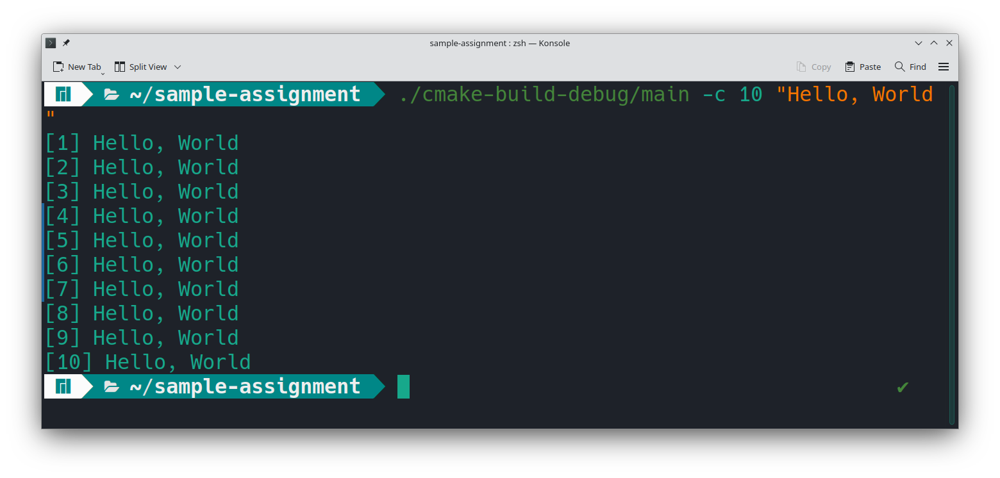 sample-assignment : zsh — Konsole
New Tab Split View Copy Paste Find
~/sample-assignment ./cmake-build-debug/main -c 10 "Hello, World
"
[1] Hello, World
[2] Hello, World
[3] Hello, World
[4] Hello, World
[5] Hello, World
[6] Hello, World
[7] Hello, World
[8] Hello, World
[9] Hello, World
[10] Hello, World
~/sample-assignment ✔